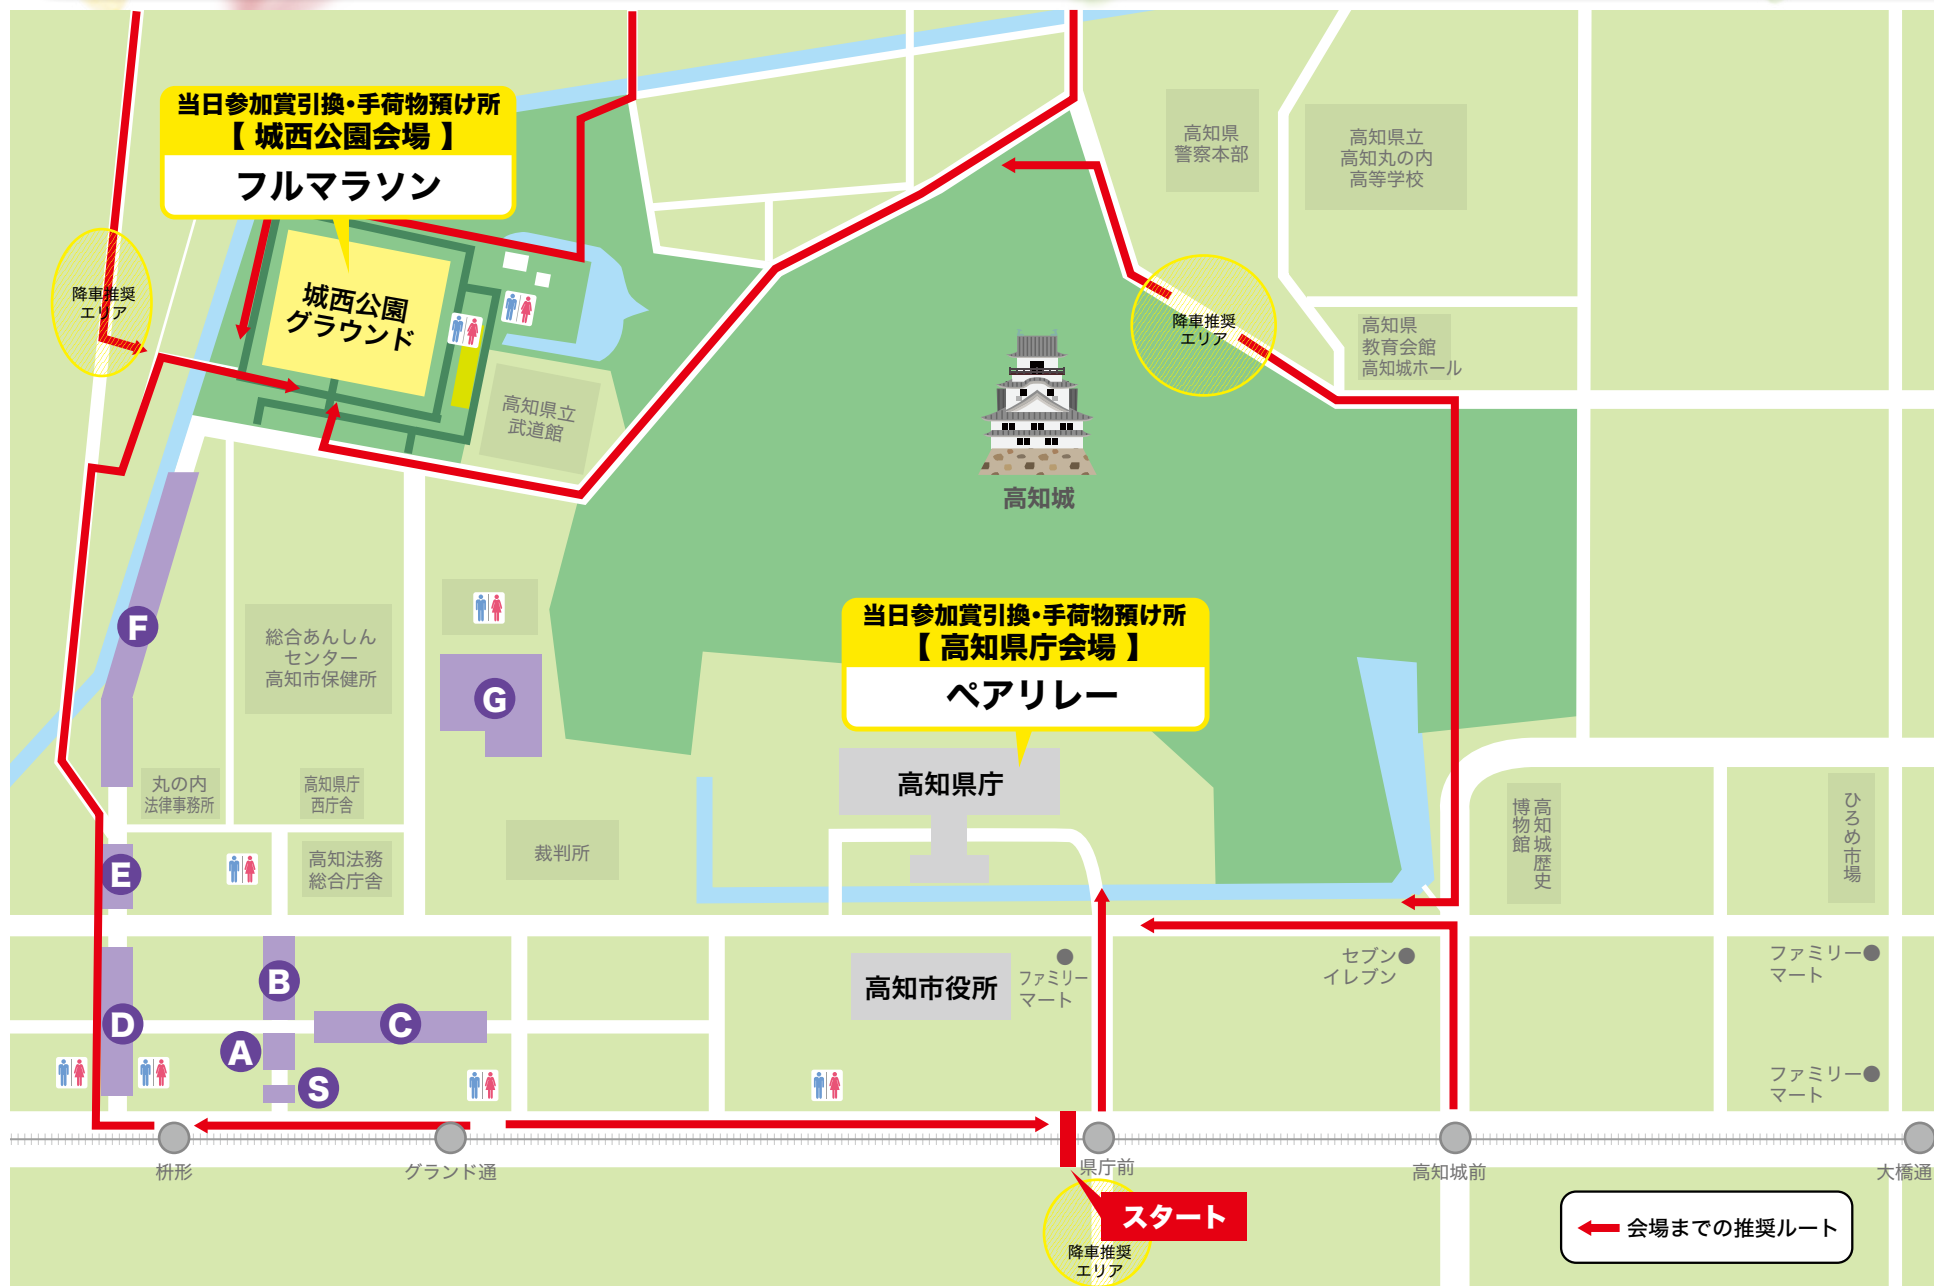 当日参加賞引換・手荷物預け所
【 城西公園会場 】
フルマラソン
降車推奨
エリア
城西公園
グラウンド
高知県立
武道館
高知県
警察本部
高知県立
高知丸の内
高等学校
降車推奨
エリア
高知県
教育会館
高知城ホール
高知城
F
総合あんしん
センター
高知市保健所
G
当日参加賞引換・手荷物預け所
【 高知県庁会場 】
ペアリレー
高知県庁
丸の内
法律事務所
高知県庁
西庁舎
高知法務
総合庁舎
裁判所
高知城歴史
博物館
ひろめ市場
E
B
D
A
C
S
高知市役所
ファミリー
マート
セブン
イレブン
ファミリー
マート
ファミリー
マート
枡形
グランド通
県庁前
高知城前
大橋通
スタート
降車推奨
エリア
会場までの推奨ルート